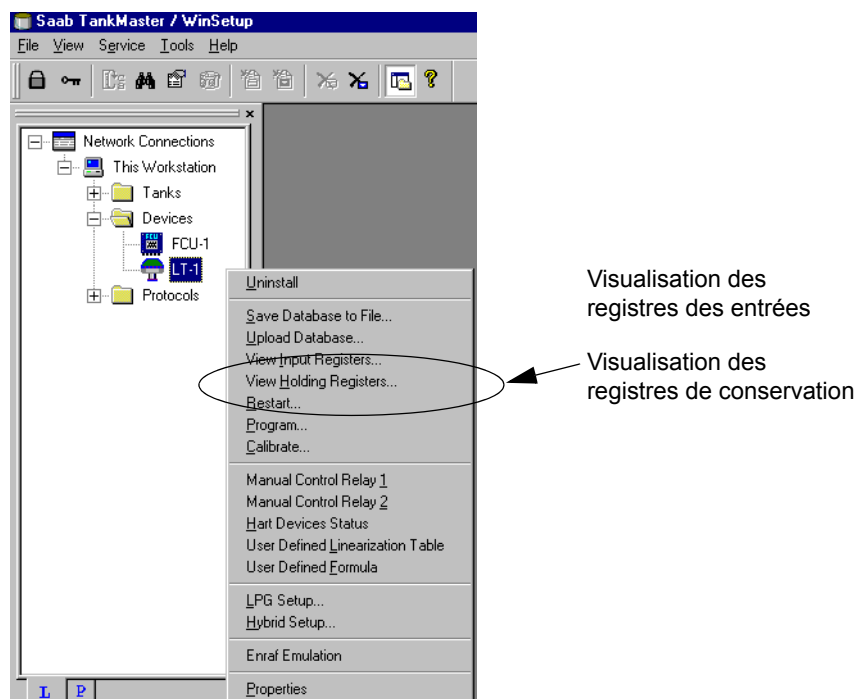 Saab TankMaster / WinSetup
File View Service Tools Help
Network Connections
This Workstation
Tanks
Devices
FCU
FCU-1
LT-1
Protocols
Uninstall
Save Database to File...
Upload Database...
View Input Registers...
View Holding Registers...
Restart...
Program...
Calibrate...
Manual Control Relay 1
Manual Control Relay 2
Hart Devices Status
User Defined Linearization Table
User Defined Formula
LPG Setup...
Hybrid Setup...
Enraf Emulation
Properties
L P
Visualisation des
registres des entrées
Visualisation des
registres de conservation